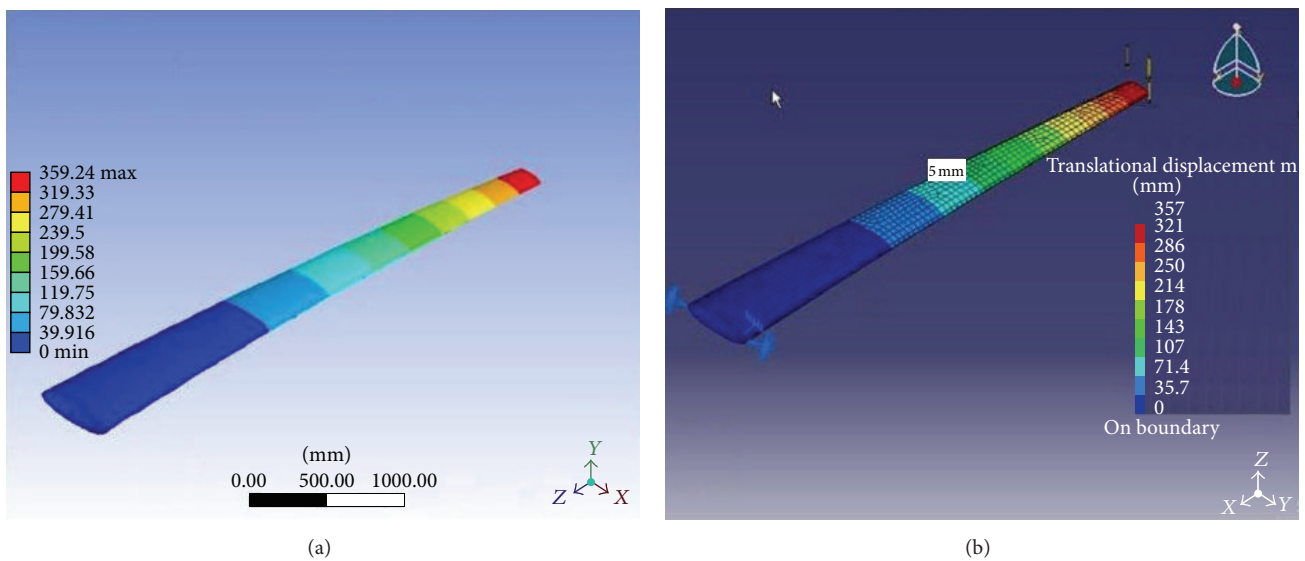 359.24 max
319.33
279.41
239.5
199.58
159.66
119.75
79.832
39.916
0 min
(mm)
0.00 500.00 1000.00
Y
Z X
(a)
5 mm
Translational displacement m
(mm)
357
321
286
250
214
178
143
107
71.4
35.7
0
On boundary
Z
X Y
(b)